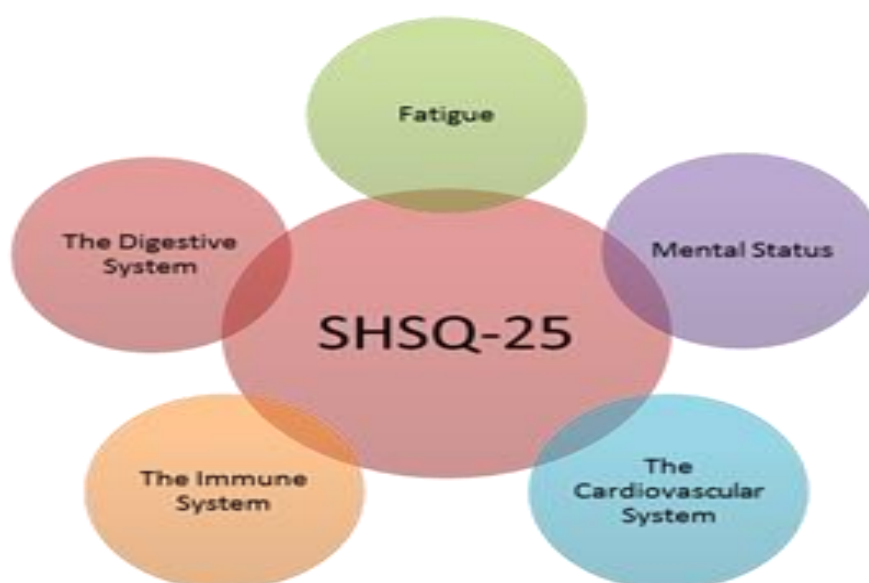 Fatigue
The Digestive
System
Mental Status
SHSQ-25
The Immune
System
The
Cardiovascular
System